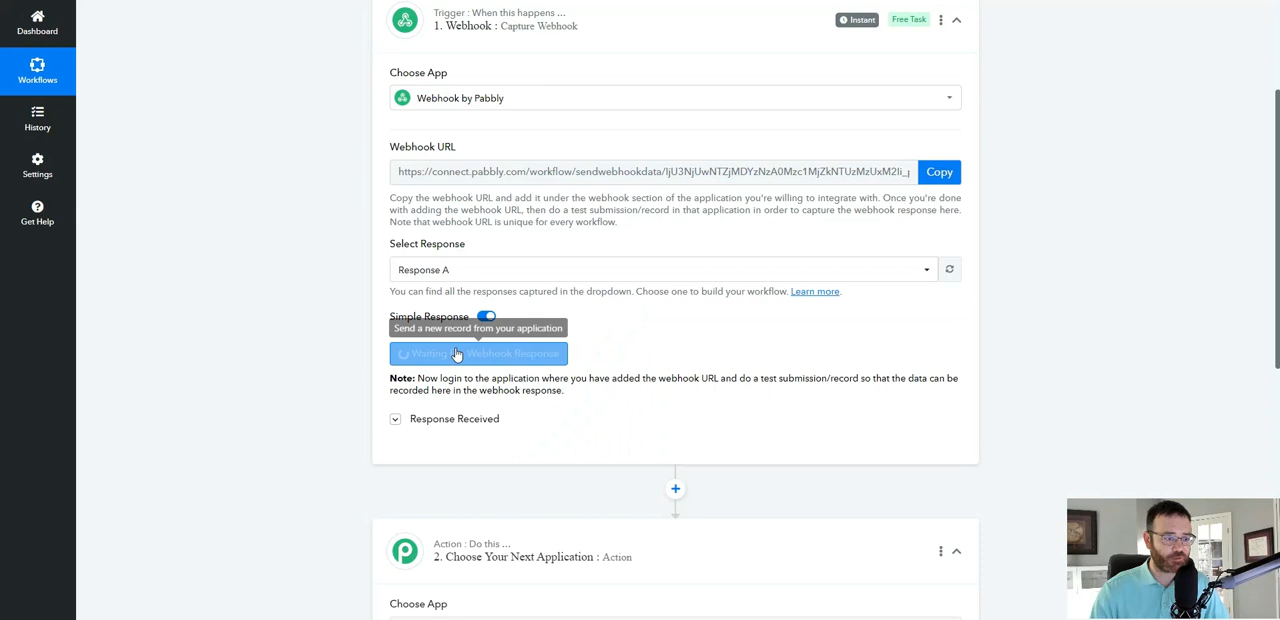 Dashboard
Workflows
History
Settings
Get Help
Trigger : When this happens ...
1. Webhook : Capture Webhook
Instant
Free Task
Choose App
Webhook by Pabbly
Webhook URL
https://connect.pabbly.com/workflow/sendwebhookdata/IjU3NjUwNTZjMDYzNzA0Mzc1MjZkNTUzMzUxM2Ii_p
Copy
Copy the webhook URL and add it under the webhook section of the application you're willing to integrate with. Once you're done
with adding the webhook URL, then do a test submission/record in that application in order to capture the webhook response here.
Note that webhook URL is unique for every workflow.
Select Response
Response A
You can find all the responses captured in the dropdown. Choose one to build your workflow. Learn more.
Simple Response
Send a new record from your application
Waiting Webhook Response
Note: Now login to the application where you have added the webhook URL and do a test submission/record so that the data can be
recorded here in the webhook response.
Response Received
Action : Do this ...
2. Choose Your Next Application : Action
Choose App